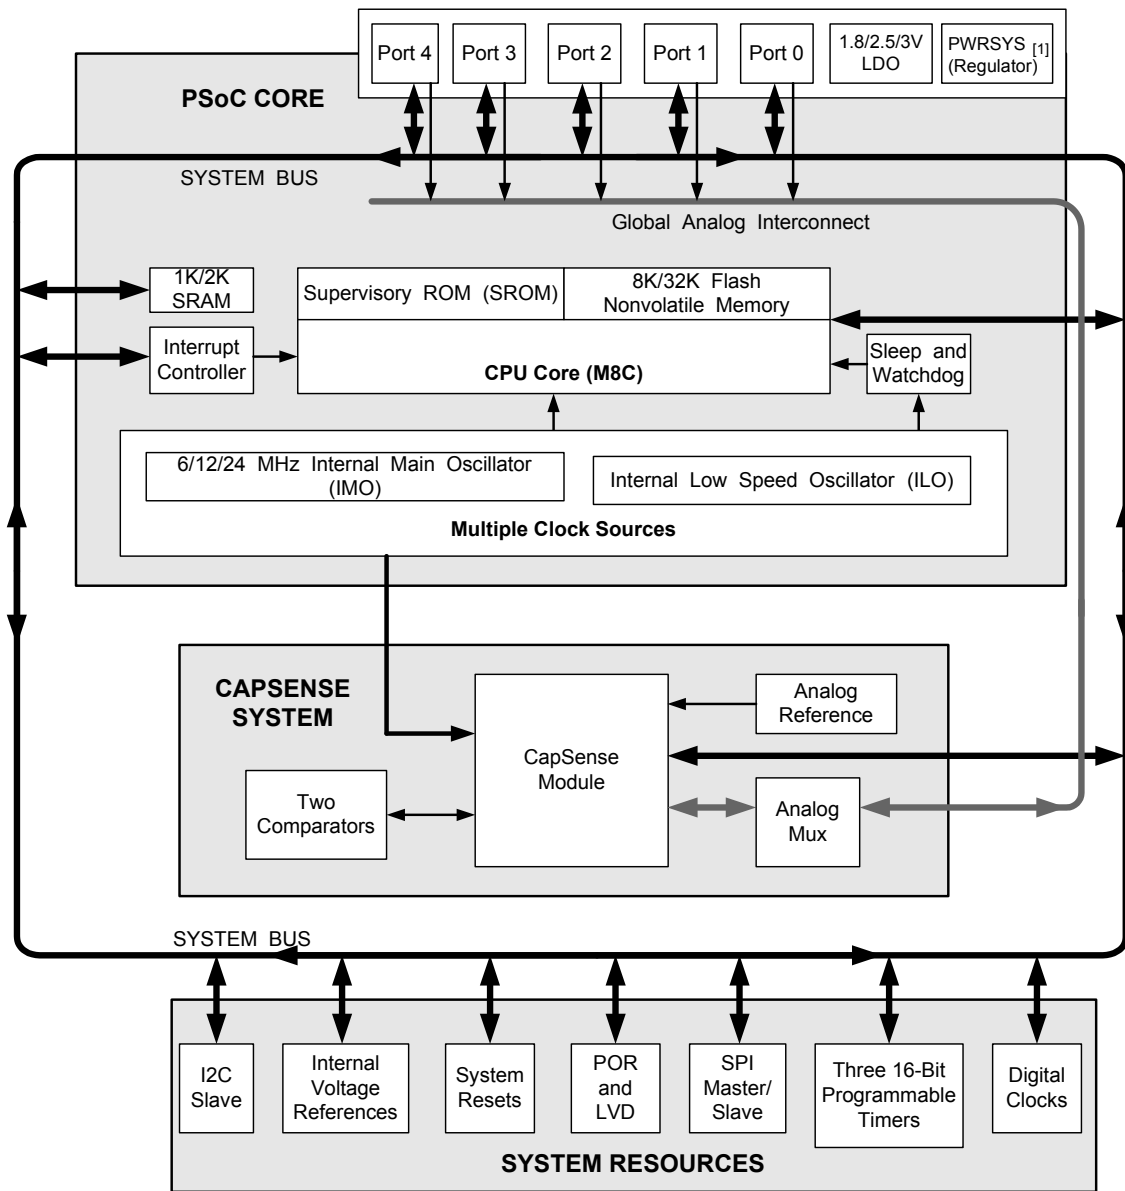 Port 4
Port 3
Port 2
Port 1
Port 0
1.8/2.5/3V
LDO
PWRSYS [1]
(Regulator)
PSoC CORE
SYSTEM BUS
Global Analog Interconnect
1K/2K
SRAM
Supervisory ROM (SROM)
8K/32K Flash
Nonvolatile Memory
Interrupt
Controller
CPU Core (M8C)
Sleep and
Watchdog
6/12/24 MHz Internal Main Oscillator
(IMO)
Internal Low Speed Oscillator (ILO)
Multiple Clock Sources
CAPSENSE
SYSTEM
CapSense
Module
Analog
Reference
Two
Comparators
Analog
Mux
SYSTEM BUS
I2C
Slave
Internal
Voltage
References
System
Resets
POR
and
LVD
SPI
Master/
Slave
Three 16-Bit
Programmable
Timers
Digital
Clocks
SYSTEM RESOURCES